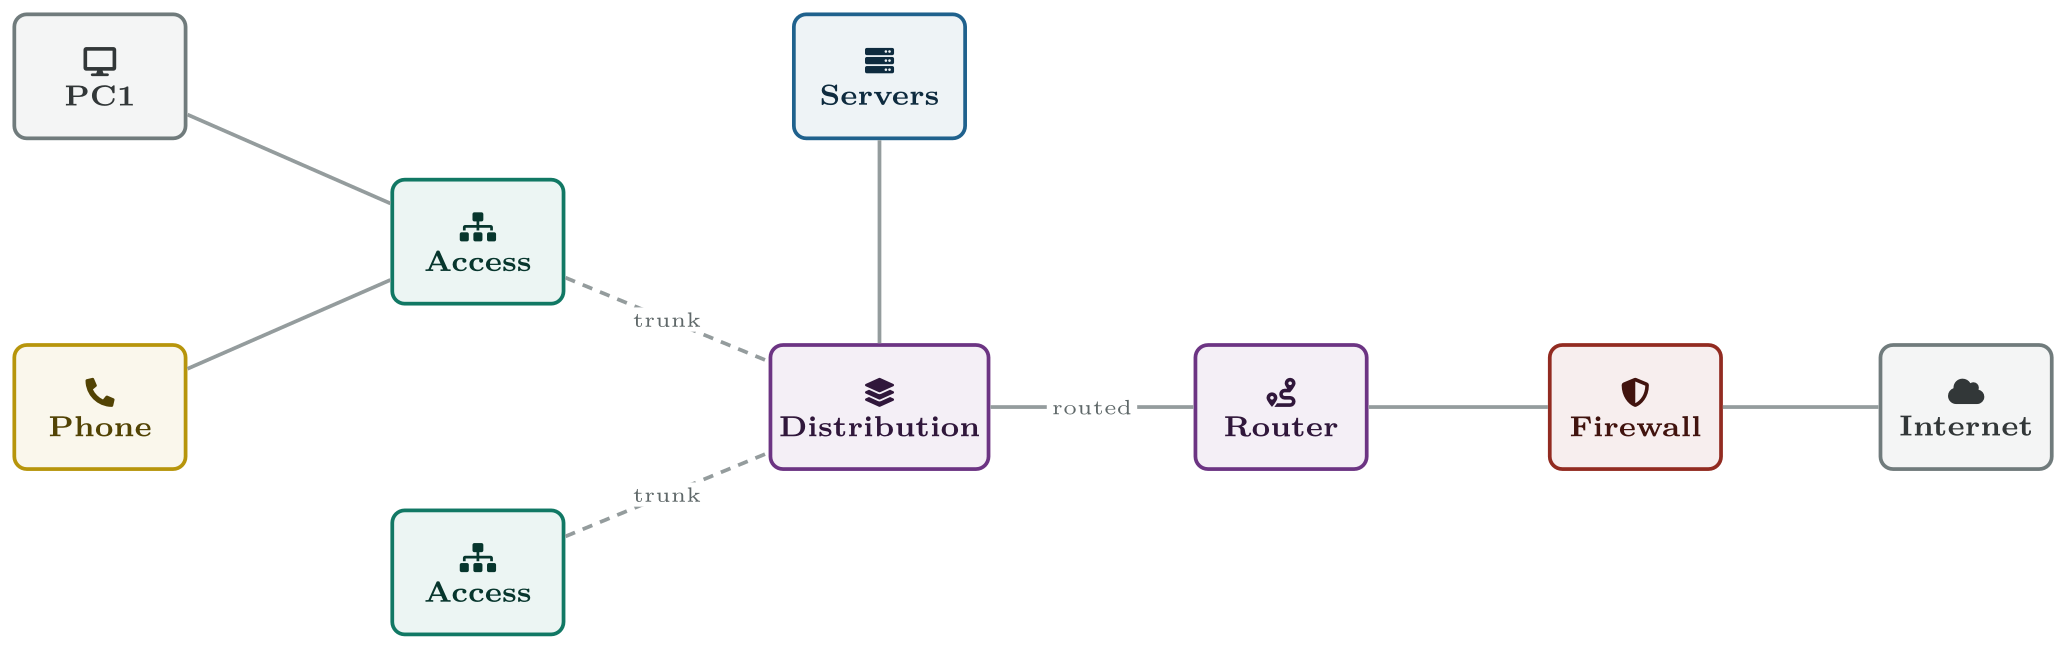 PC1
Servers
Access
trunk
Phone
Distribution
routed
Router
Firewall
Internet
trunk
Access